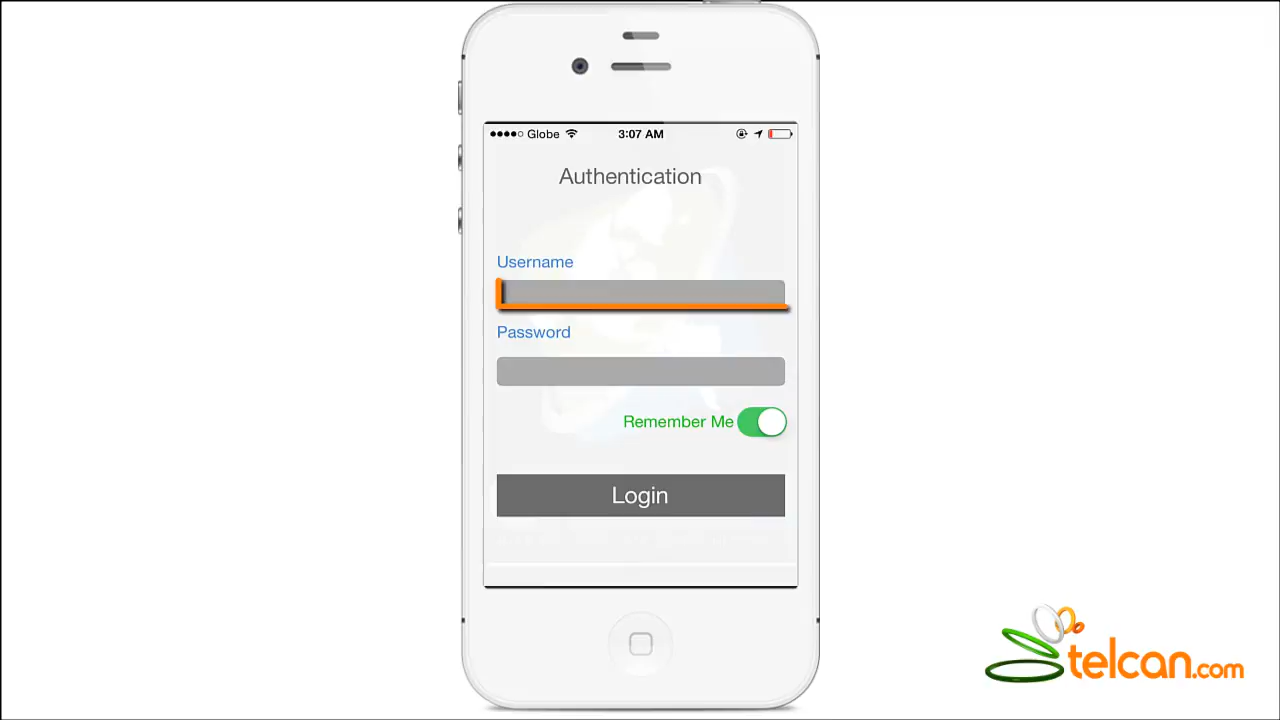 Globe 3:07 AM
Authentication
Username
Password
Remember Me
Login
telcan.com